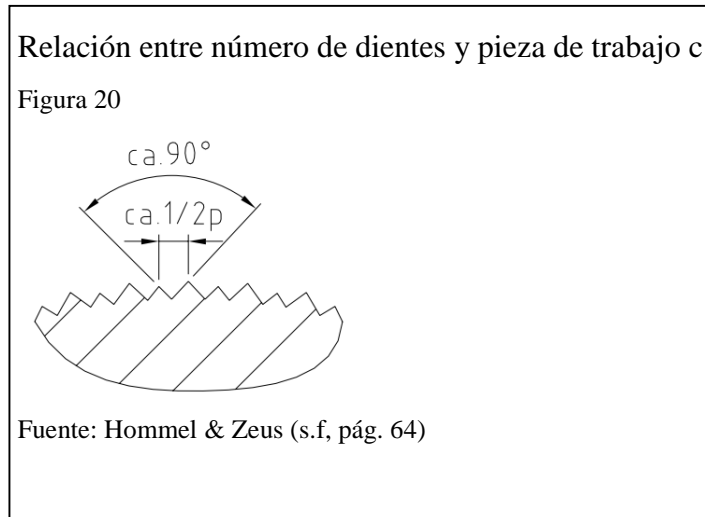 Relación entre número de dientes y pieza de trabajo c
Figura 20
ca.90°
ca.1/2p
Fuente: Hommel & Zeus (s.f, pág. 64)